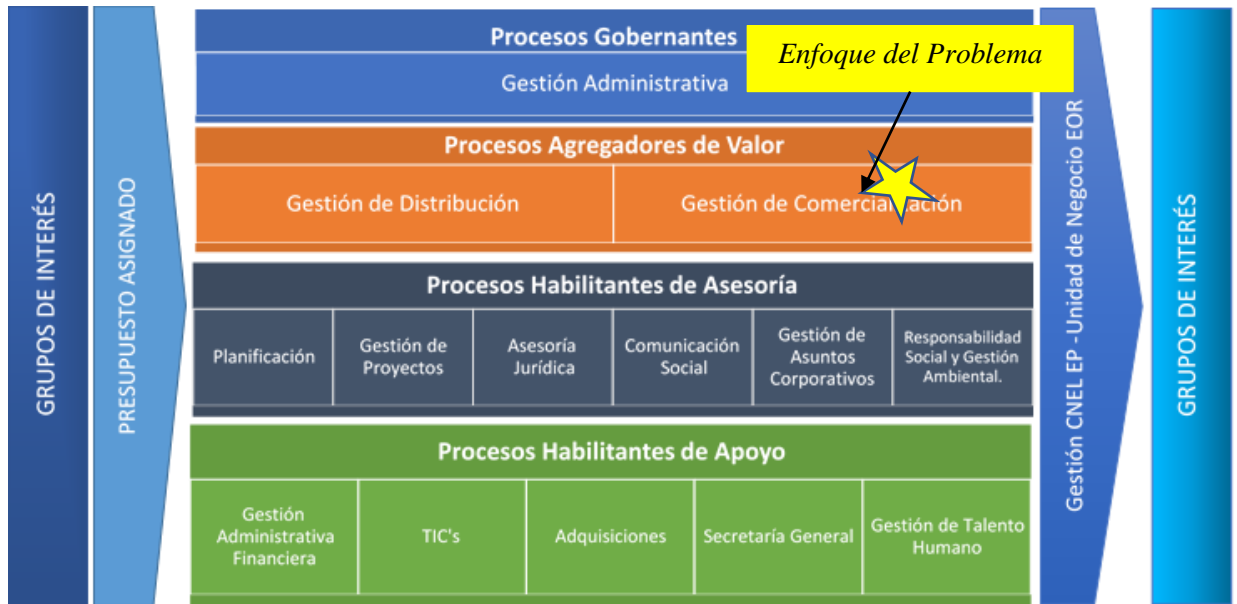 GRUPOS DE INTERÉS
PRESUPUESTO ASIGNADO
Procesos Gobernantes
Enfoque del Problema
Gestión Administrativa
Procesos Agregadores de Valor
Gestión de Distribución
Gestión de Comercialización
Procesos Habilitantes de Asesoría
Planificación
Gestión de
Proyectos
Asesoría
Jurídica
Comunicación
Social
Gestión de
Asuntos
Corporativos
Responsabilidad
Social y Gestión
Ambiental.
Procesos Habilitantes de Apoyo
Gestión
Administrativa
Financiera
TIC's
Adquisiciones
Secretaría General
Gestión de Talento
Humano
Gestión CNEL EP - Unidad de Negocio EOR
GRUPOS DE INTERÉS